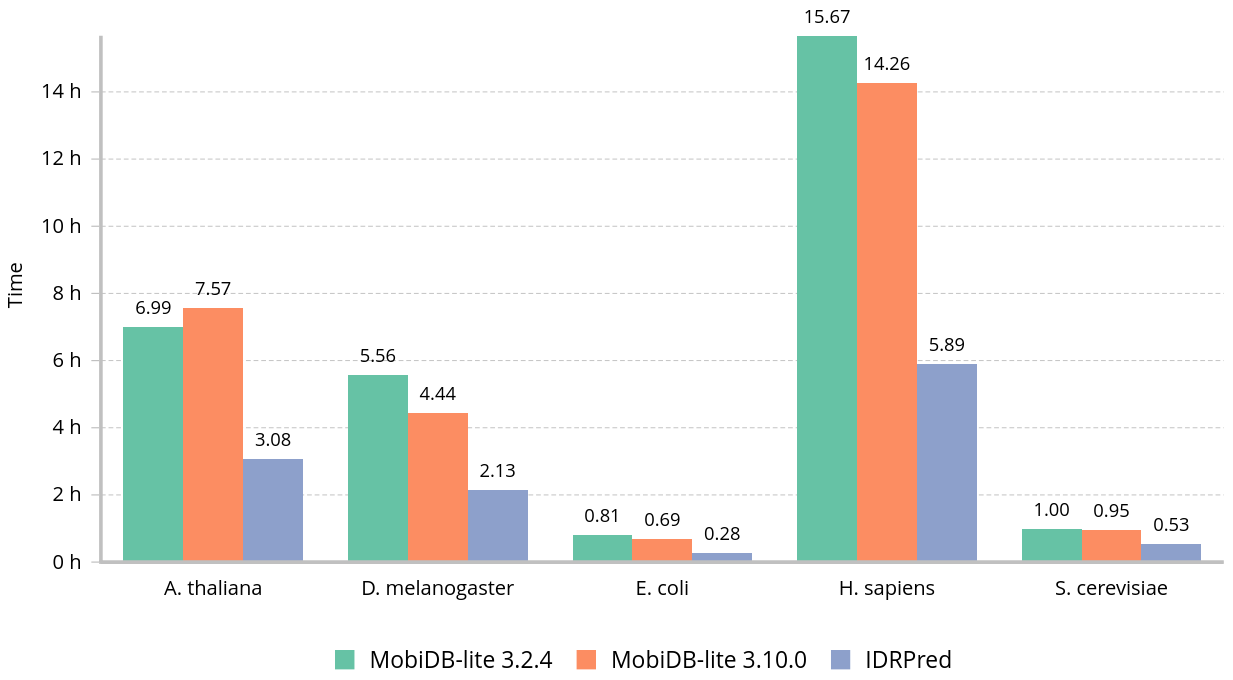 15.67
14.26
14 h
12 h
10 h
8 h
7.57
6.99
6 h
5.56
5.89
4.44
4 h
3.08
2.13
2 h
0.81
0.69
0.28
1.00
0.95
0.53
0 h
Time
A. thaliana
D. melanogaster
E. coli
H. sapiens
S. cerevisiae
MobiDB-lite 3.2.4
MobiDB-lite 3.10.0
IDRPred